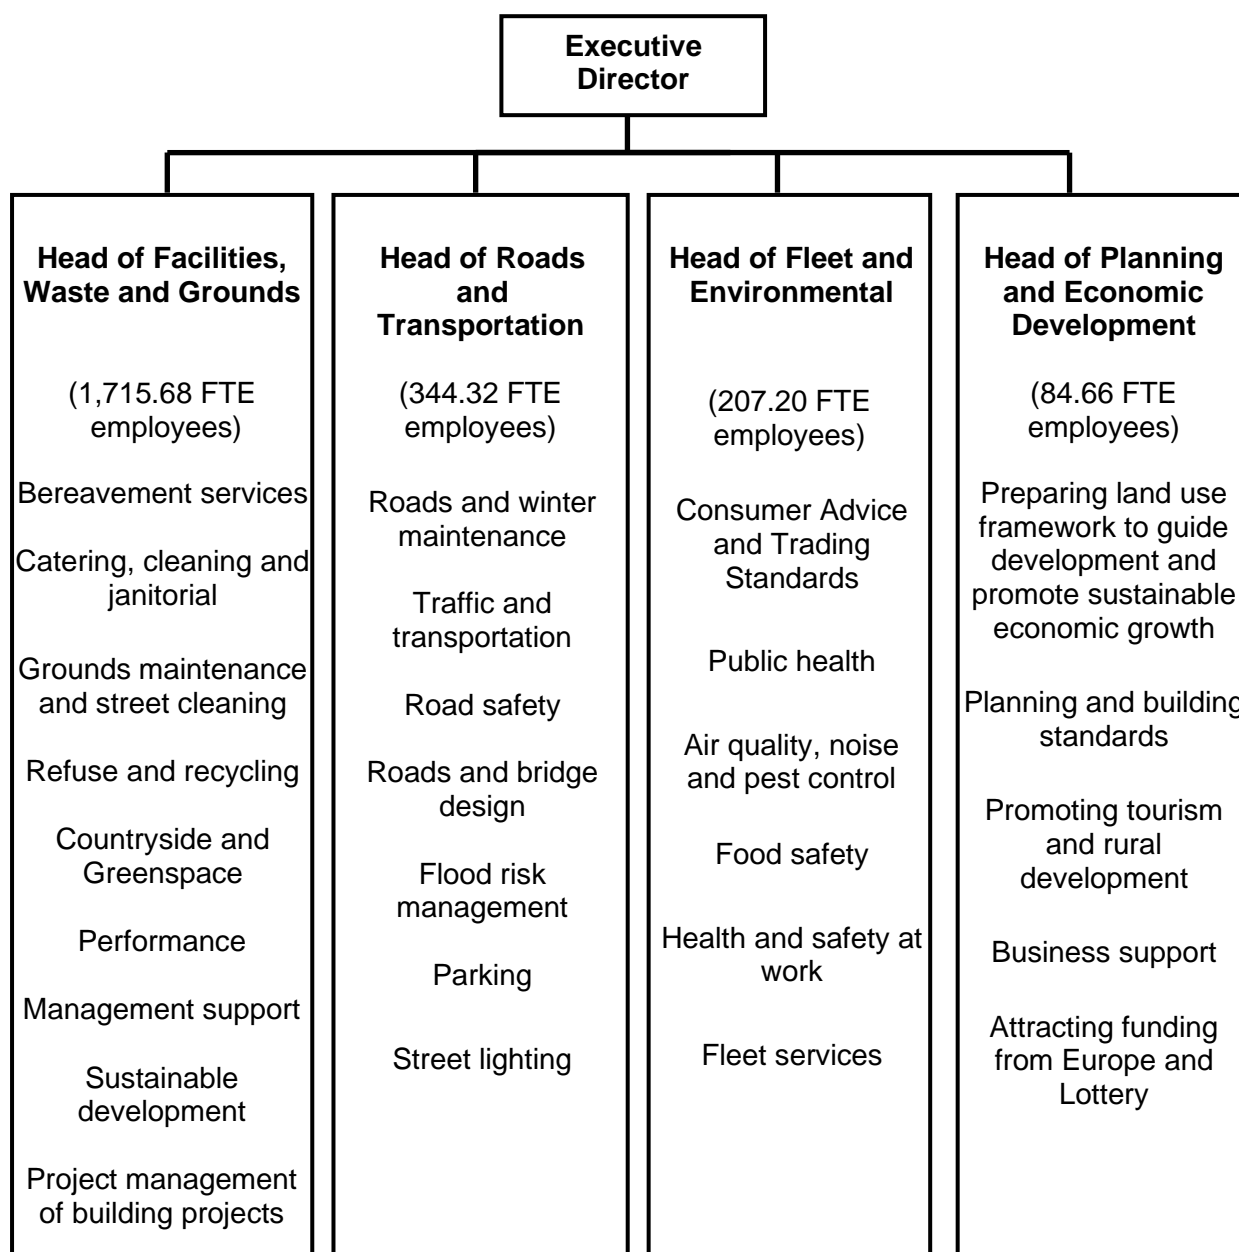 Executive
Director
Head of Facilities,
Waste and Grounds
(1,715.68 FTE
employees)
Bereavement services
Catering, cleaning and
janitorial
Grounds maintenance
and street cleaning
Refuse and recycling
Countryside and
Greenspace
Performance
Management support
Sustainable
development
Project management
of building projects
Head of Roads
and
Transportation
(344.32 FTE
employees)
Roads and winter
maintenance
Traffic and
transportation
Road safety
Roads and bridge
design
Flood risk
management
Parking
Street lighting
Head of Fleet and
Environmental
(207.20 FTE
employees)
Consumer Advice
and Trading
Standards
Public health
Air quality, noise
and pest control
Food safety
Health and safety at
work
Fleet services
Head of Planning
and Economic
Development
(84.66 FTE
employees)
Preparing land use
framework to guide
development and
promote sustainable
economic growth
Planning and building
standards
Promoting tourism
and rural
development
Business support
Attracting funding
from Europe and
Lottery